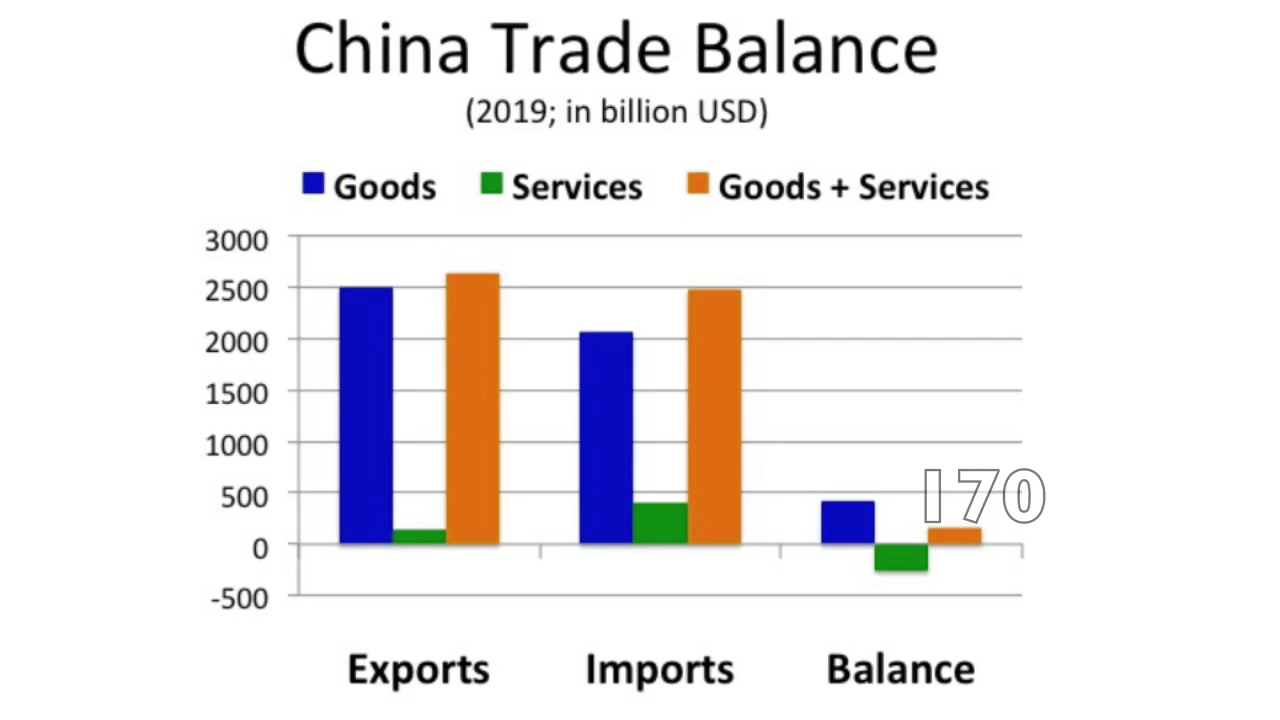 China Trade Balance
(2019; in billion USD)
Goods Services Goods + Services
3000
2500
2000
1500
1000
500
0
-500
170
Exports Imports Balance